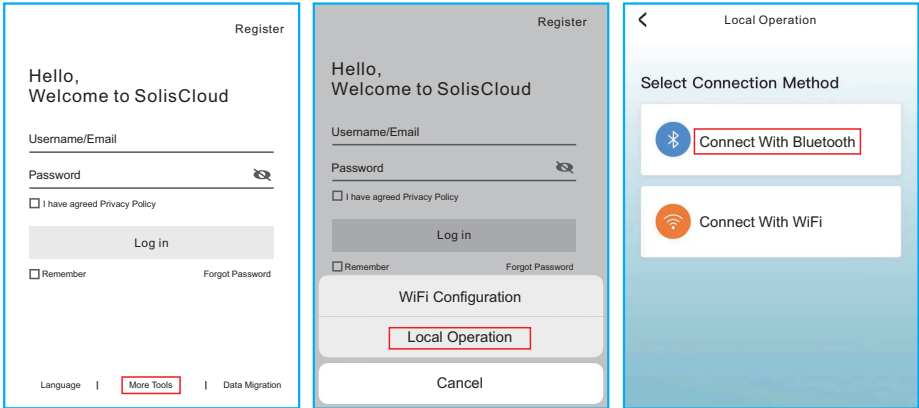 Register
Hello,
Welcome to SolisCloud
Username/Email
Password
I have agreed Privacy Policy
Log in
Remember Forgot Password
Language | More Tools | Data Migration
Register
Hello,
Welcome to SolisCloud
Username/Email
Password
I have agreed Privacy Policy
Log in
Remember Forgot Password
WiFi Configuration
Local Operation
Cancel
Local Operation
Select Connection Method
Connect With Bluetooth
Connect With WiFi